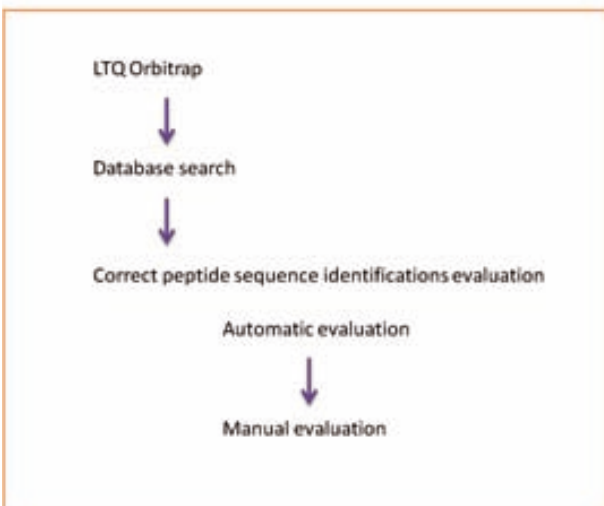 LTQ Orbitrap
Database search
Correct peptide sequence identifications evaluation
Automatic evaluation
Manual evaluation